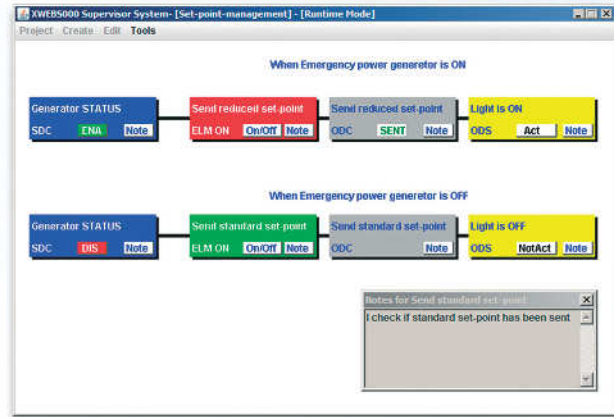 XWEB5000 Supervisor System- [Set-point-management] - [Runtime Mode]
Project Create Edit Tools
When Emergency power generator is ON
Generator STATUS Send reduced set-point Send reduced set-point Light is ON
SDC ENA Note ELM ON On/Off Note ODC SENT Note ODS Act Note
When Emergency power genretor is OFF
Generator STATUS Send standard set-point Send standard set-point Light is OFF
SDC DIS Note ELM ON On/Off Note ODC Note ODS NotAct Note
Notes for Send standard set-point
I check if standard set-point has been sent